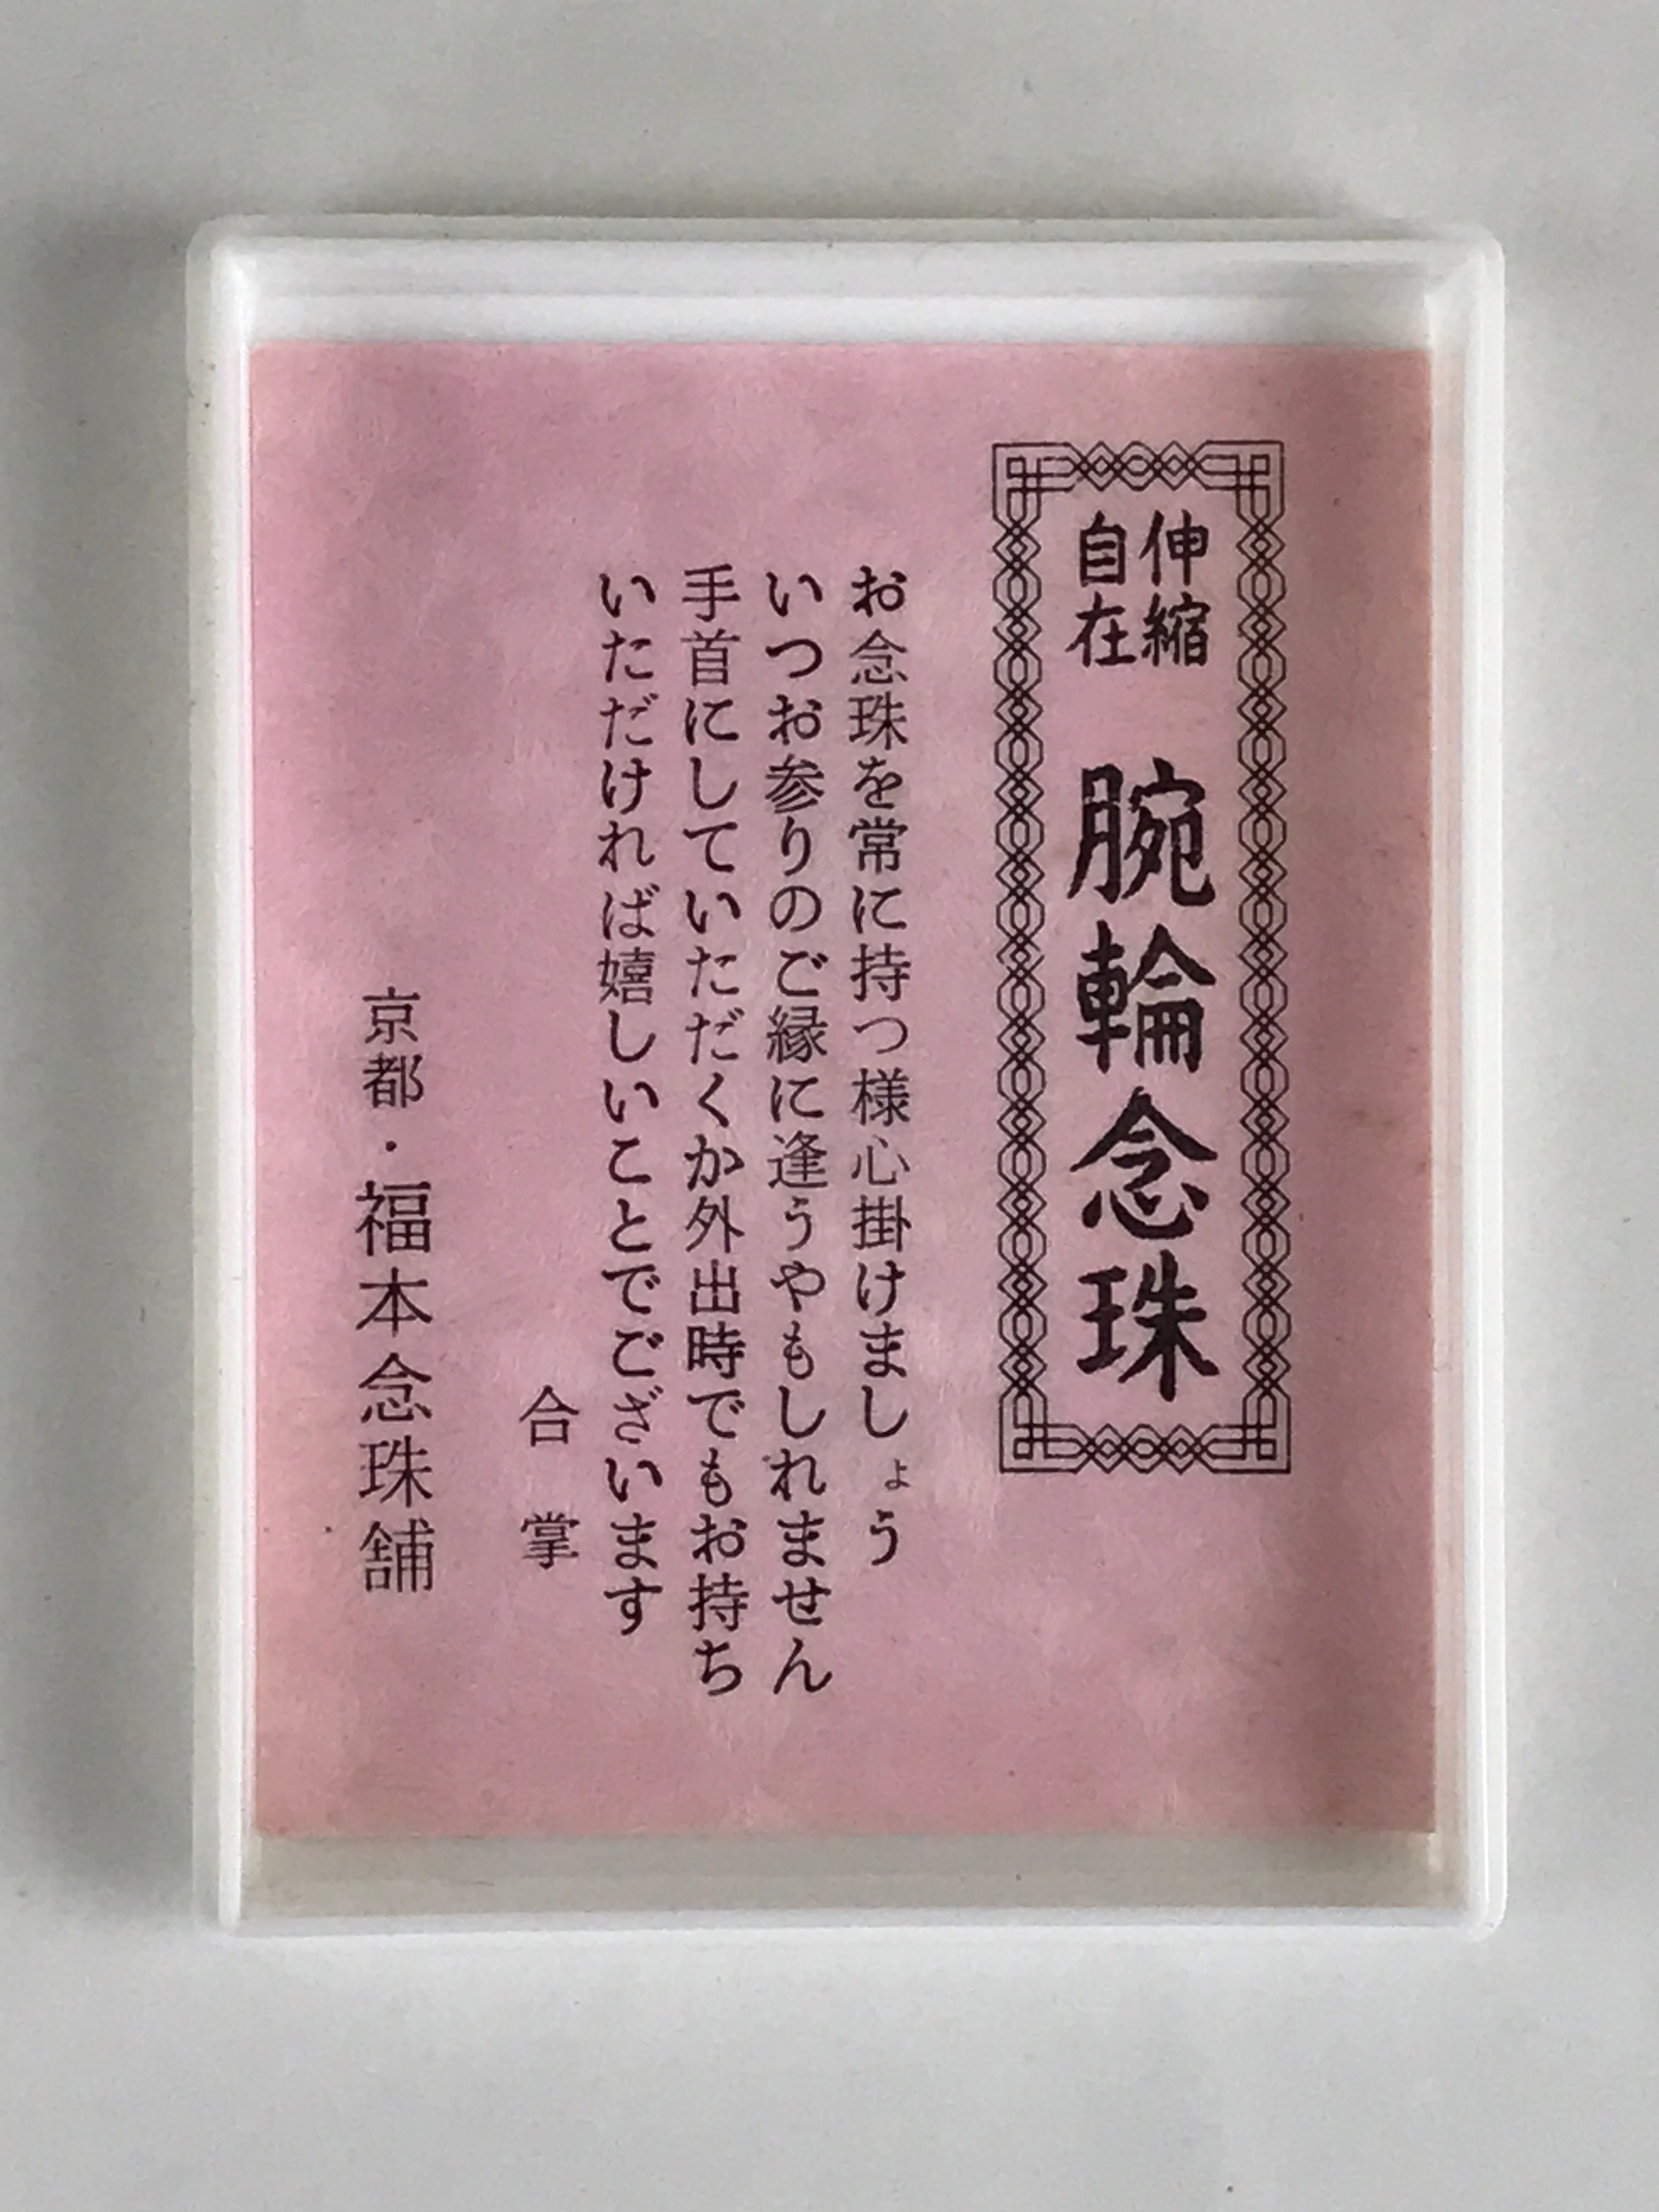 伸縮
自在
腕輪念珠
お念珠を常に持つ様心掛けましょう
いつお参りのご縁に逢うやもしれません
手首にしていただくか外出時でもお持ち
いただければ嬉しいことでございます
合掌
京都・福本念珠舗